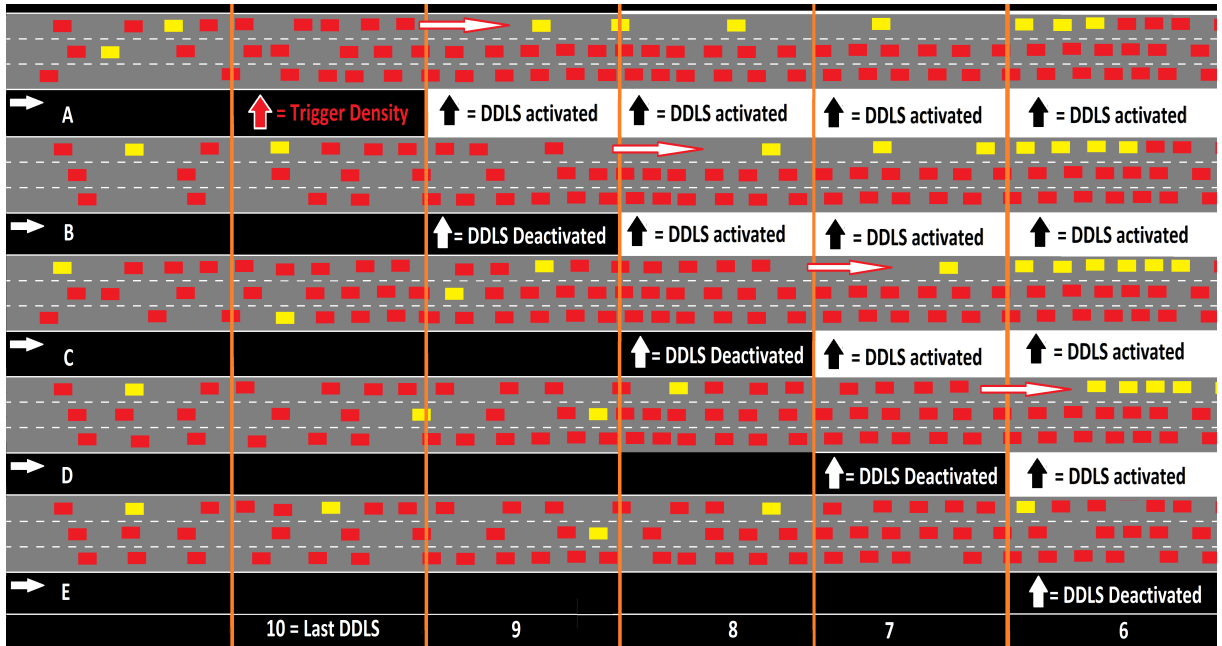 A
= Trigger Density
= DDLS activated
= DDLS activated
= DDLS activated
= DDLS activated
B
= DDLS Deactivated
= DDLS activated
= DDLS activated
= DDLS activated
C
= DDLS Deactivated
= DDLS activated
= DDLS activated
D
= DDLS Deactivated
= DDLS activated
E
= DDLS Deactivated
10 = Last DDLS
9
8
7
6